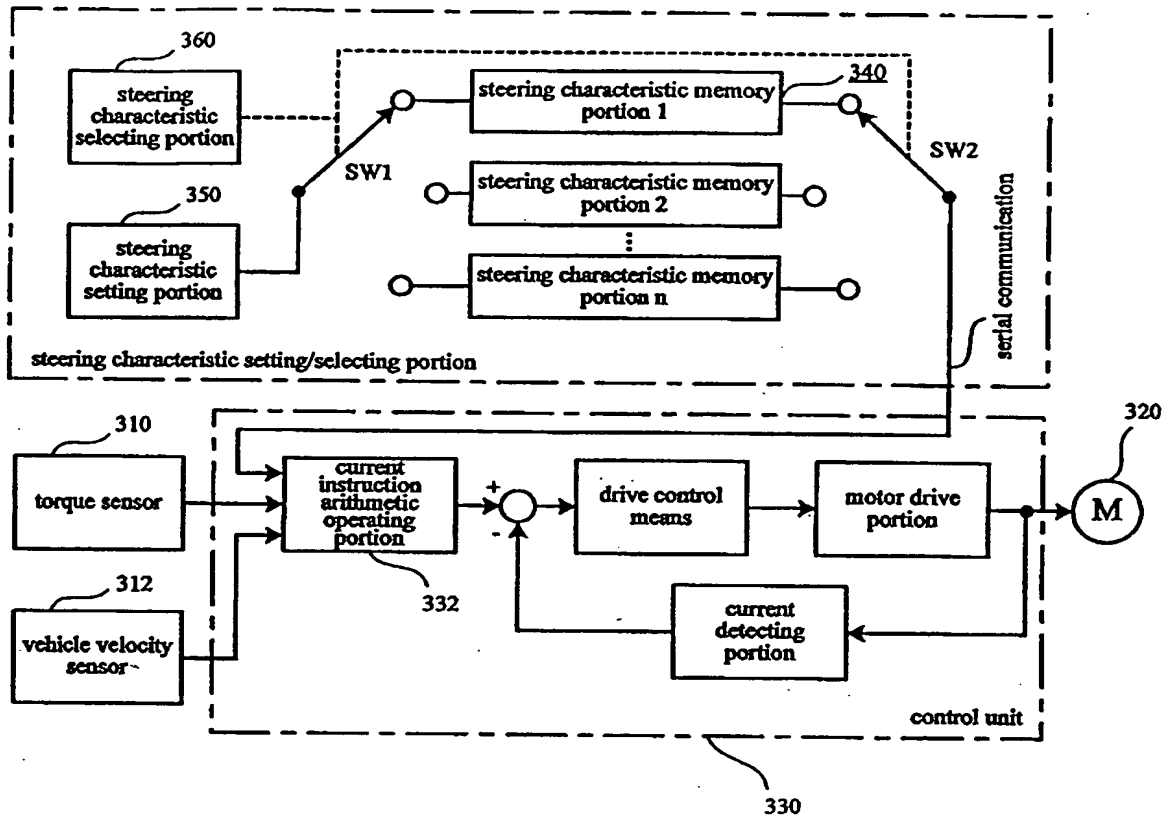 360
steering
characteristic
selecting portion
SW1
350
steering
characteristic
setting portion
steering characteristic memory
portion 1
340
steering characteristic memory
portion 2
steering characteristic memory
portion n
SW2
serial communication
steering characteristic setting/selecting portion
310
torque sensor
312
vehicle velocity
sensor
current
instruction
arithmetic
operating
portion
332
+
-
drive control
means
motor drive
portion
current
detecting
portion
320
M
control unit
330